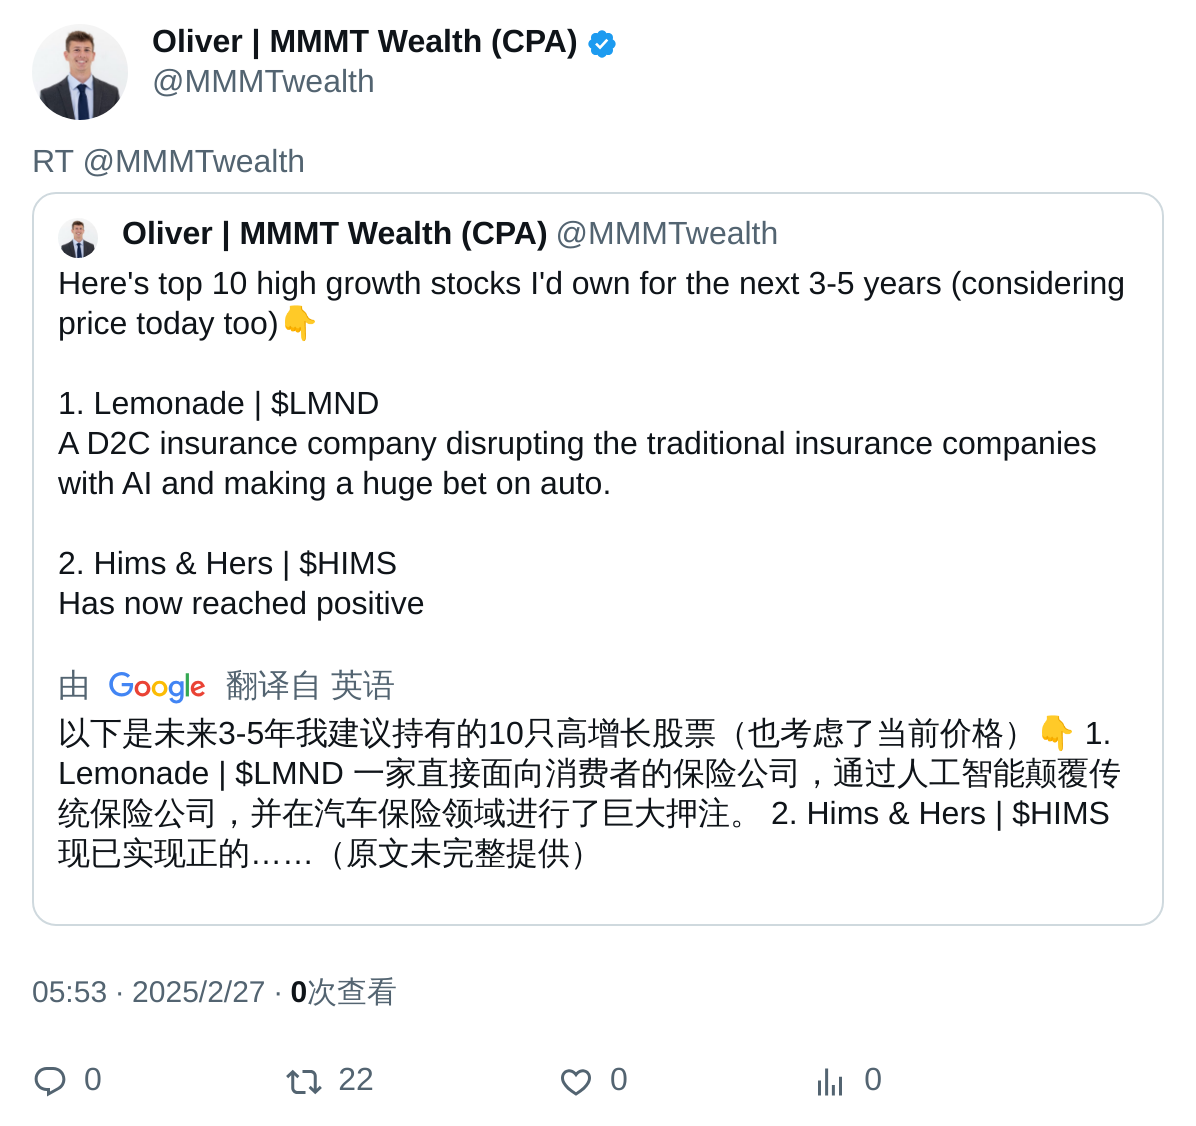 Oliver | MMMT Wealth (CPA)
@MMMTwealth
RT @MMMTwealth
Oliver | MMMT Wealth (CPA) @MMMTwealth
Here's top 10 high growth stocks I'd own for the next 3-5 years (considering
price today too)👇
1. Lemonade | $LMND
A D2C insurance company disrupting the traditional insurance companies
with AI and making a huge bet on auto.
2. Hims & Hers | $HIMS
Has now reached positive
由 Google 翻译自 英语
以下是未来3-5年我建议持有的10只高增长股票（也考虑了当前价格）👇 1.
Lemonade | $LMND 一家直接面向消费者的保险公司，通过人工智能颠覆传
统保险公司，并在汽车保险领域进行了巨大押注。 2. Hims & Hers | $HIMS
现已实现正的……（原文未完整提供）
05:53 · 2025/2/27 · 0次查看
0 22 0 0